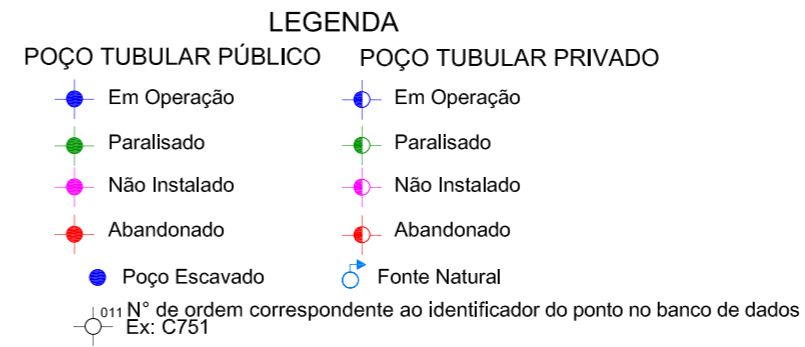 LEGENDA
POÇO TUBULAR PÚBLICO POÇO TUBULAR PRIVADO
Em Operação Em Operação
Paralisado Paralisado
Não Instalado Não Instalado
Abandonado Abandonado
Poço Escavado Fonte Natural
011 N° de ordem correspondente ao identificador do ponto no banco de dados
Ex: C751